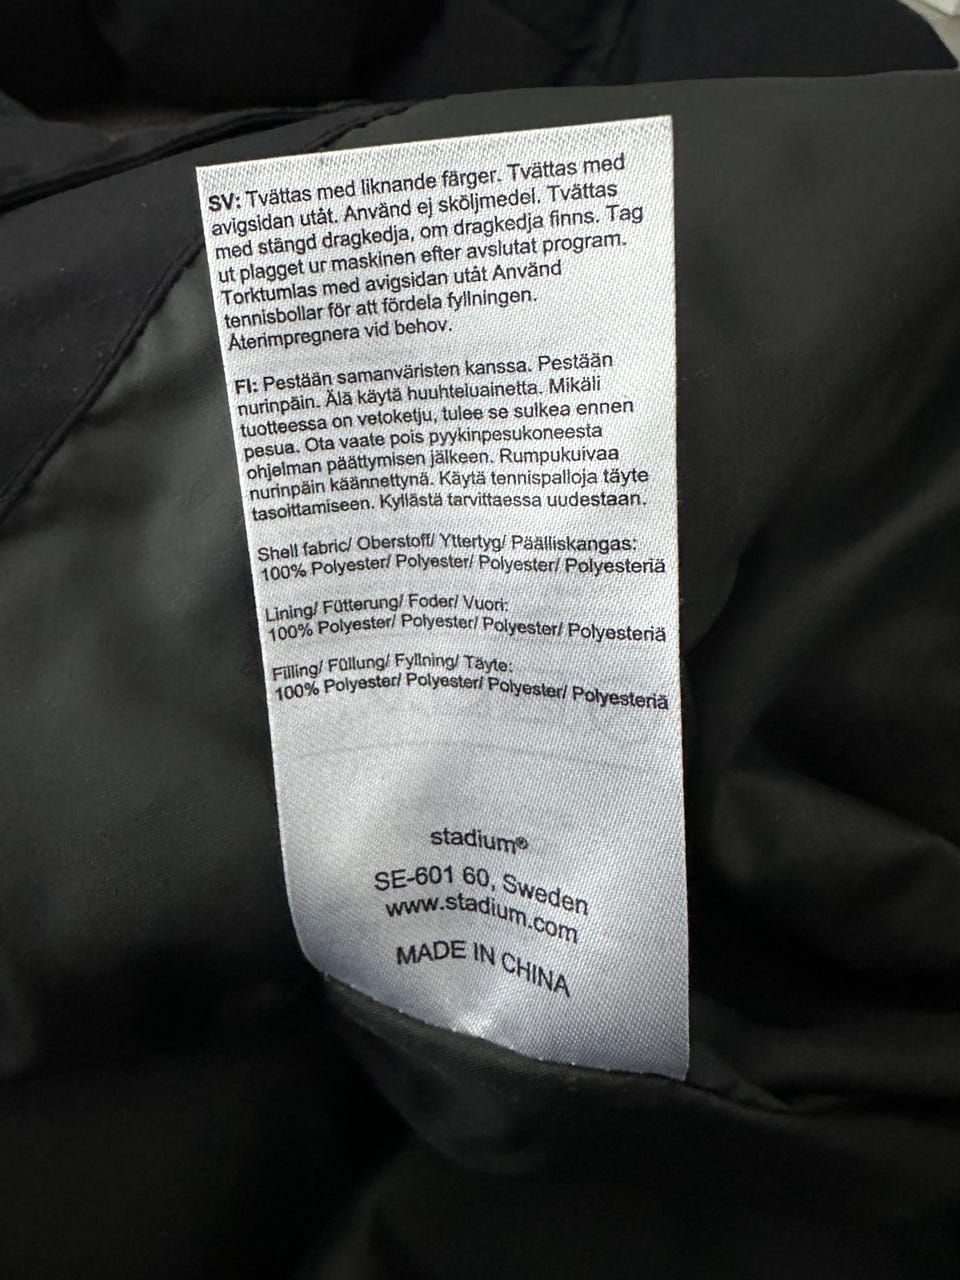 SV: Tvättas med liknande färger. Tvättas med
avigsidan utåt. Använd ej sköljmedel. Tvättas
med stängd dragkedja, om dragkedja finns. Tag
ut plagget ur maskinen efter avslutat program.
Torktumlas med avigsidan utåt Använd
tennisbollar för att fördela fyllningen.
Återimpregnera vid behov.
FI: Pestään samanväristen kanssa. Pestään
nurinpäin. Älä käytä huuhteluainetta. Mikäli
tuotteessa on vetoketju, tulee se sulkea ennen
pesua. Ota vaate pois pyykinpesukoneesta
ohjelman päättymisen jälkeen. Rumpukuivaa
nurinpäin käännettynä. Käytä tennispalloja täyte
tasoittamiseen. Kyllästä tarvittaessa uudestaan.
Shell fabric/ Oberstoff/ Yttertyg/ Päälliskangas:
100% Polyester/ Polyester/ Polyester/ Polyesteriä
Lining/ Fütterung/ Foder/ Vuori:
100% Polyester/ Polyester/ Polyester/ Polyesteriä
Filling/ Füllung/ Fyllning/ Täyte:
100% Polyester/ Polyester/ Polyester/ Polyesteriä
stadium®
SE-601 60, Sweden
www.stadium.com
MADE IN CHINA